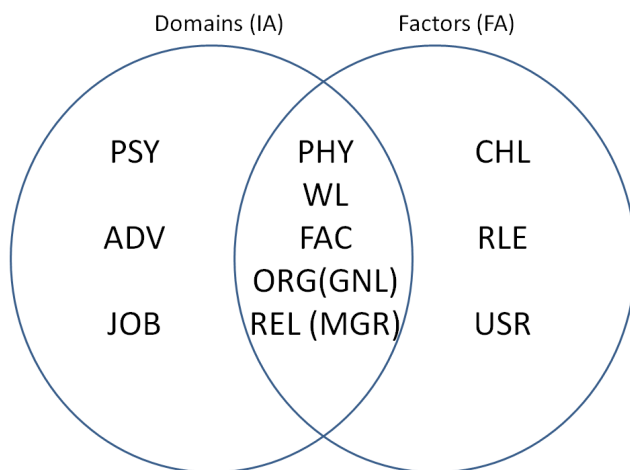 Domains (IA) Factors (FA)
PSY PHY CHL
WL
ADV FAC RLE
ORG(GNL)
JOB REL (MGR) USR